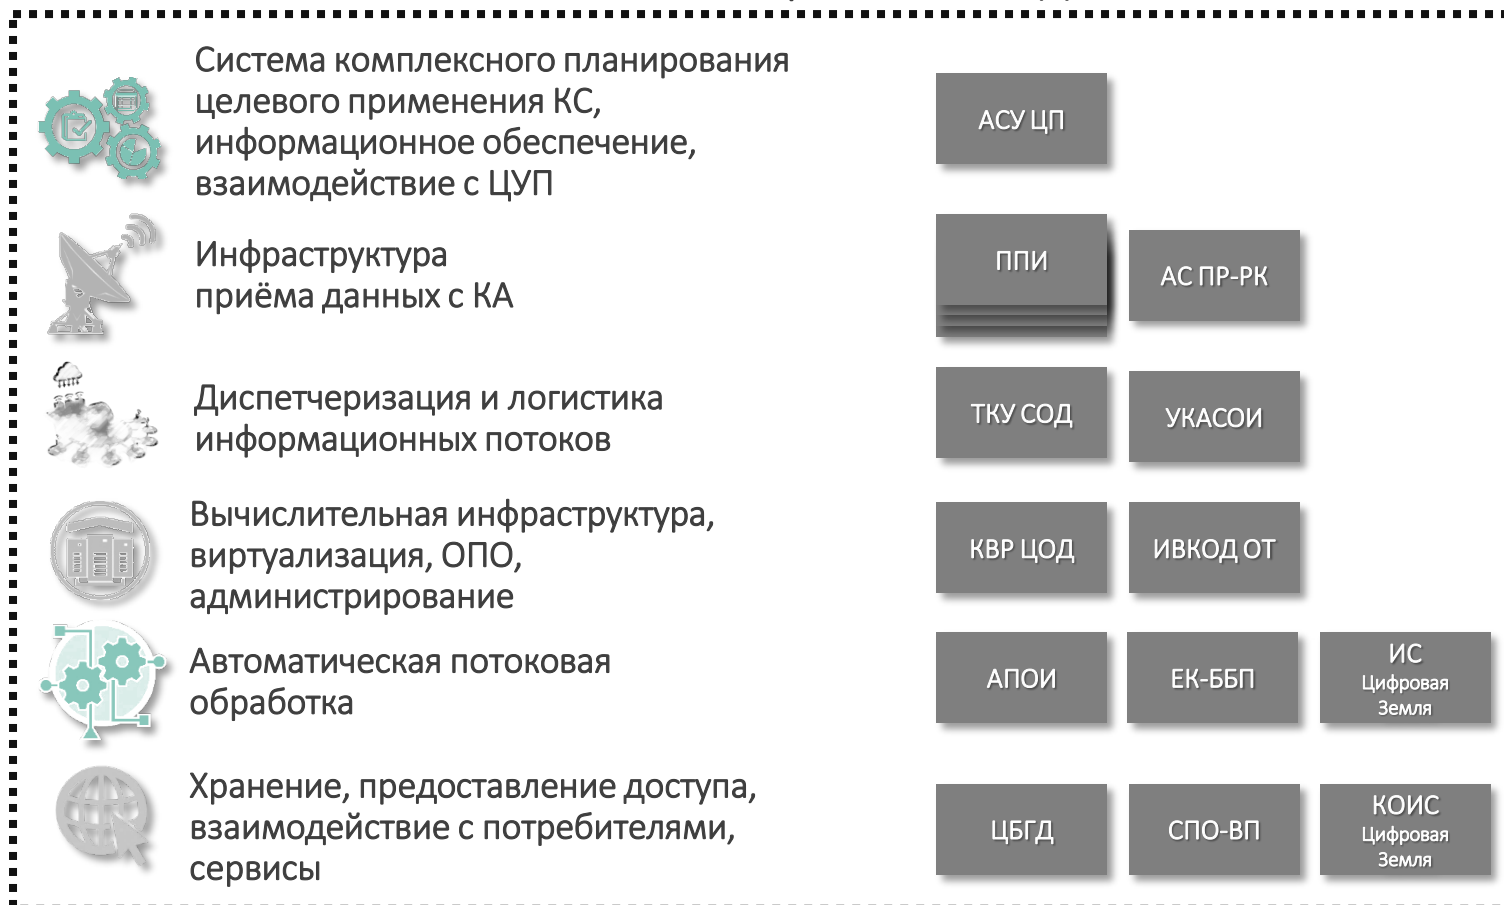 Система комплексного планирования
целевого применения КС,
информационное обеспечение,
взаимодействие с ЦУП
АСУ ЦП
Инфраструктура
приёма данных с КА
ППИ
АС ПР-РК
Диспетчеризация и логистика
информационных потоков
ТКУ СОД
УКАСОИ
Вычислительная инфраструктура,
виртуализация, ОПО,
администрирование
КВР ЦОД
ИВКОД ОТ
Автоматическая потоковая
обработка
АПОИ
ЕК-ББП
ИС
Цифровая
Земля
Хранение, предоставление доступа,
взаимодействие с потребителями,
сервисы
ЦБГД
СПО-ВП
КОИС
Цифровая
Земля